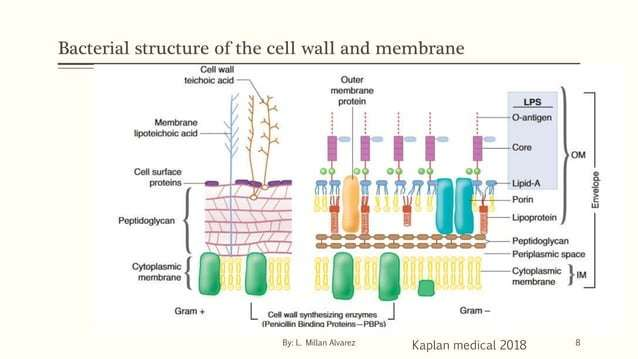 Bacterial structure of the cell wall and membrane
Cell wall
teichoic acid
Membrane
lipoteichoic acid
Cell surface
proteins
Peptidoglycan
Cytoplasmic
membrane
Gram +
Cell wall synthesizing enzymes
(Penicillin Binding Proteins—PBPs)
Outer
membrane
protein
LPS
O-antigen
Core
Lipid-A
Porin
Lipoprotein
Peptidoglycan
Periplasmic space
Cytoplasmic
membrane
OM
IM
Envelope
Gram –
By: L. Millan Alvarez
Kaplan medical 2018
8